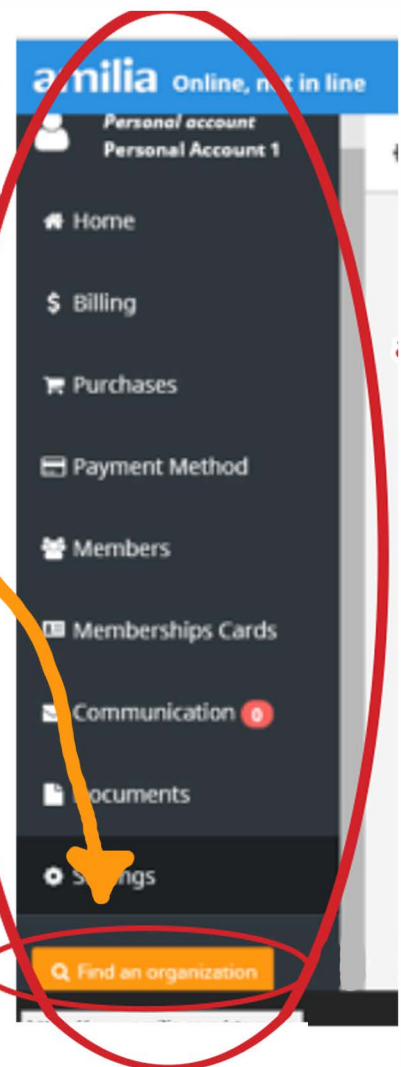 amilia Online, not in line
Personal account
Personal Account 1
Home
$ Billing
Purchases
Payment Method
Members
Memberships Cards
Communication 0
Documents
Settings
Find an organization